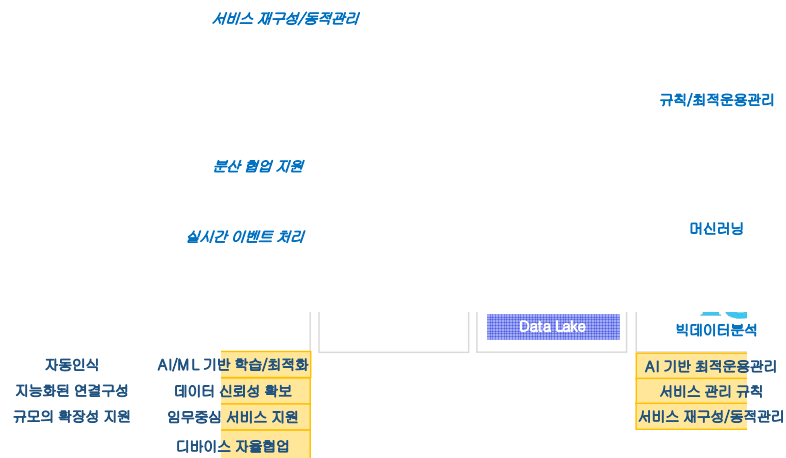 서비스 재구성/동적관리
규칙/최적운용관리
분산 협업 지원
머신러닝
실시간 이벤트 처리
Data Lake
빅데이터분석
자동인식
AI/ML 기반 학습/최적화
AI 기반 최적운용관리
지능화된 연결구성
데이터 신뢰성 확보
서비스 관리 규칙
규모의 확장성 지원
임무중심 서비스 지원
서비스 재구성/동적관리
디바이스 자율협업